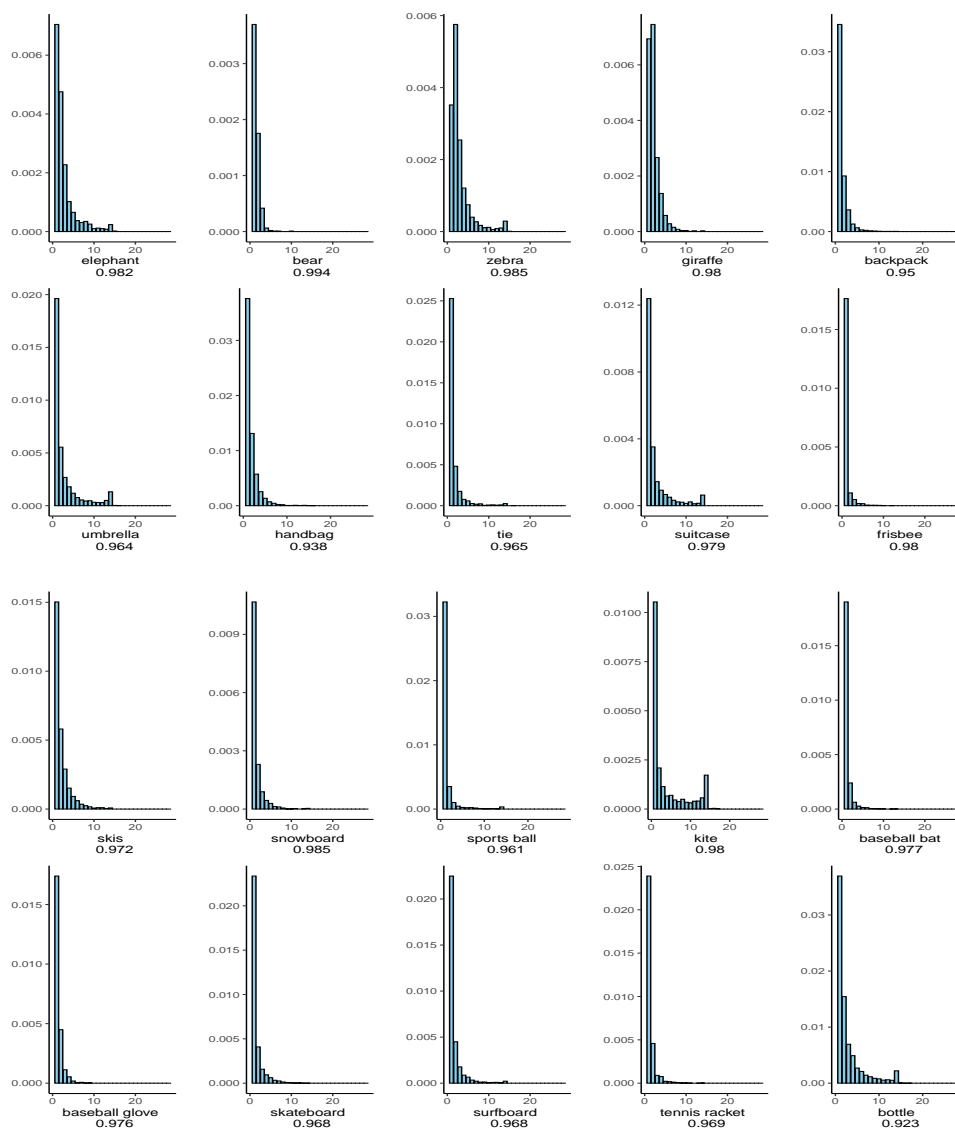 0.006
0.004
0.002
0.000
0 10 20
elephant
0.982
0.003
0.002
0.001
0.000
0 10 20
bear
0.994
0.006
0.004
0.002
0.000
0 10 20
zebra
0.985
0.006
0.004
0.002
0.000
0 10 20
giraffe
0.98
0.03
0.02
0.01
0.00
0 10 20
backpack
0.95
0.020
0.015
0.010
0.005
0.000
0 10 20
umbrella
0.964
0.03
0.02
0.01
0.00
0 10 20
handbag
0.938
0.025
0.020
0.015
0.010
0.005
0.000
0 10 20
tie
0.965
0.012
0.008
0.004
0.000
0 10 20
suitcase
0.979
0.015
0.010
0.005
0.000
0 10 20
frisbee
0.98
0.015
0.010
0.005
0.000
0 10 20
skis
0.972
0.009
0.006
0.003
0.000
0 10 20
snowboard
0.985
0.03
0.02
0.01
0.00
0 10 20
sports ball
0.961
0.0100
0.0075
0.0050
0.0025
0.0000
0 10 20
kite
0.98
0.015
0.010
0.005
0.000
0 10 20
baseball bat
0.977
0.015
0.010
0.005
0.000
0 10 20
baseball glove
0.976
0.020
0.015
0.010
0.005
0.000
0 10 20
skateboard
0.968
0.020
0.015
0.010
0.005
0.000
0 10 20
surfboard
0.968
0.025
0.020
0.015
0.010
0.005
0.000
0 10 20
tennis racket
0.969
0.03
0.02
0.01
0.00
0 10 20
bottle
0.923